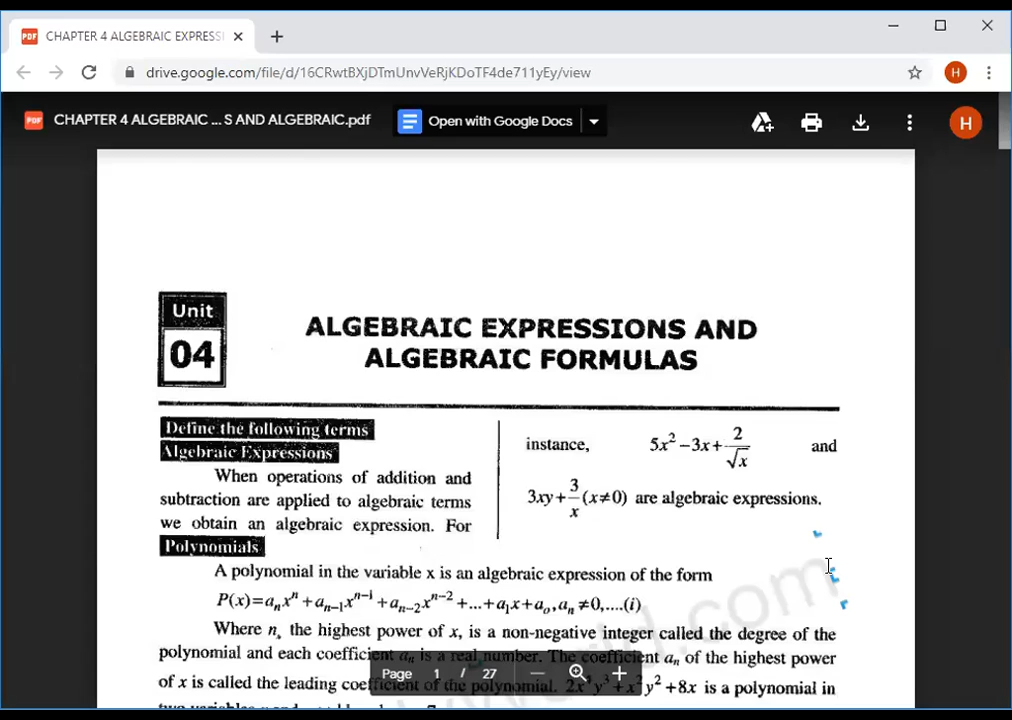 CHAPTER 4 ALGEBRAIC EXPRESSI
drive.google.com/file/d/16CRwtBXjDTmUnvVeRjKDoTF4de711yEy/view
H
CHAPTER 4 ALGEBRAIC ... S AND ALGEBRAIC.pdf
Open with Google Docs
H
Unit
04
ALGEBRAIC EXPRESSIONS AND
ALGEBRAIC FORMULAS
Define the following terms
Algebraic Expressions
When operations of addition and
subtraction are applied to algebraic terms
we obtain an algebraic expression. For
instance, 5x² −3x+ 2/√x and
3xy+ 3/x (x≠0) are algebraic expressions.
Polynomials
A polynomial in the variable x is an algebraic expression of the form
P(x)=aₙxⁿ +aₙ₋₁xⁿ⁻¹ +aₙ₋₂xⁿ⁻² +...+a₁x+aₒ,aₙ ≠0,....(i)
Where n, the highest power of x, is a non-negative integer called the degree of the
polynomial and each coefficient aₙ is a real number. The coefficient aₙ of the highest power
of x is called the leading coefficient of the polynomial. 2x⁴y³ +x²y² +8x is a polynomial in
Page 1 / 27